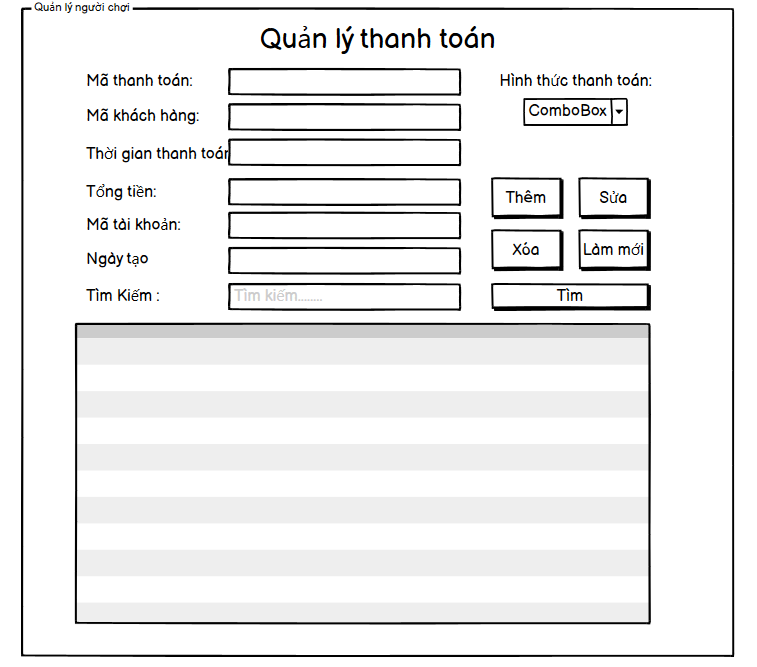 Quản lý người chợi
Quản lý thanh toán
Mã thanh toán:
Hình thức thanh toán:
ComboBox
Mã khách hàng:
Thời gian thanh toán
Tổng tiền:
Thêm
Sửa
Mã tài khoản:
Ngày tạo
Xóa
Làm mới
Tìm Kiếm :
Tìm kiếm........
Tìm